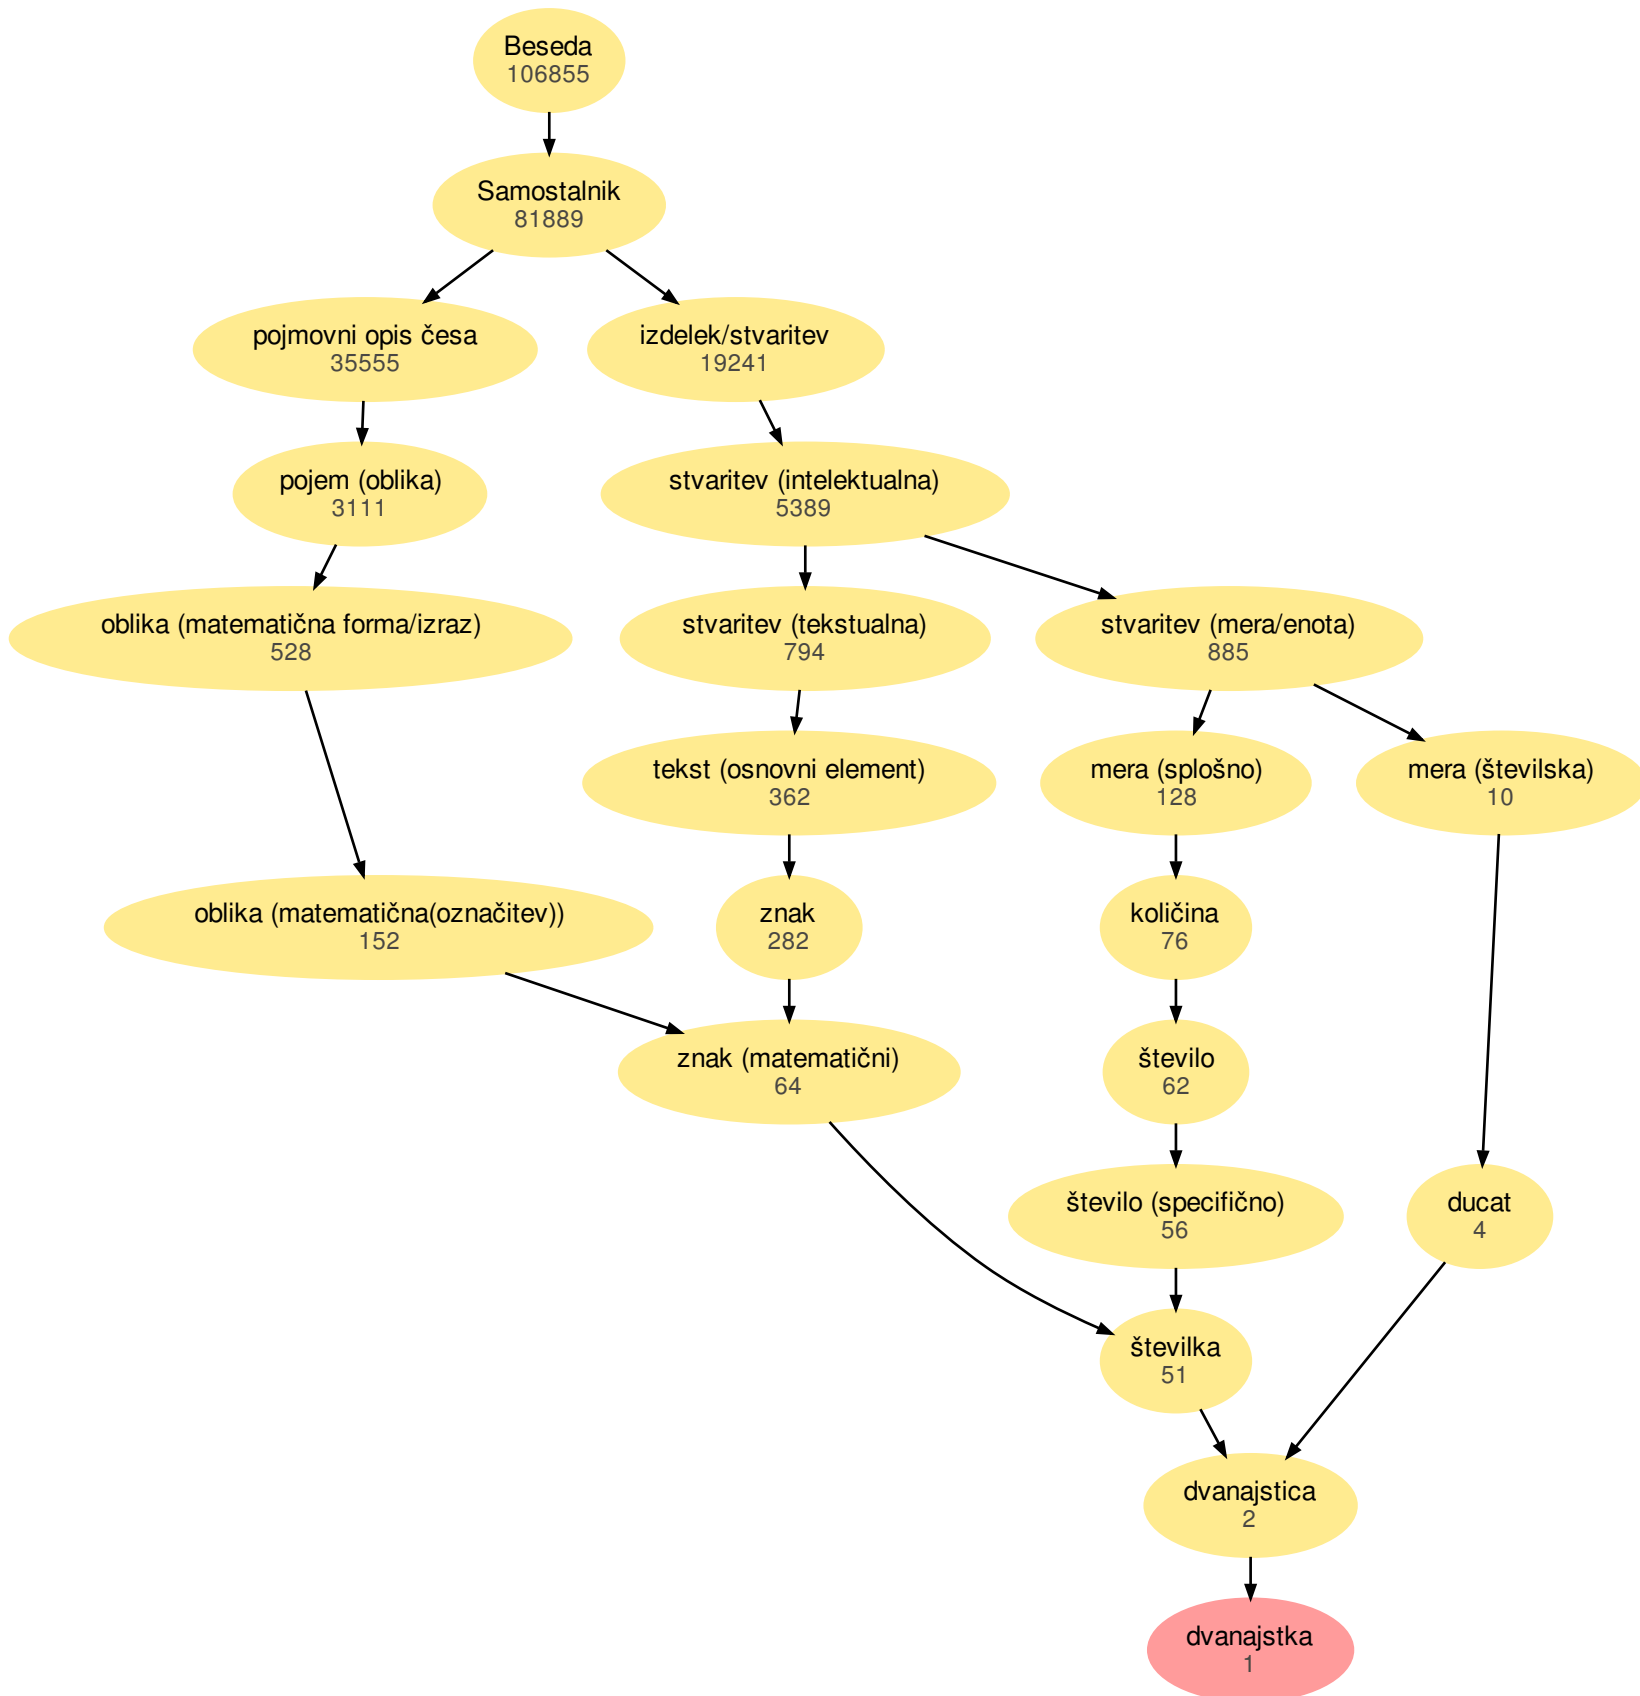 Beseda
106855
Samostalnik
81889
pojmovni opis česa
35555
izdelek/stvaritev
19241
pojem (oblika)
3111
stvaritev (intelektualna)
5389
oblika (matematična forma/izraz)
528
stvaritev (tekstualna)
794
stvaritev (mera/enota)
885
tekst (osnovni element)
362
mera (splošno)
128
mera (številska)
10
oblika (matematična(označitev))
152
znak
282
količina
76
znak (matematični)
64
število
62
število (specifično)
56
ducat
4
številka
51
dvanajstica
2
dvanajstka
1